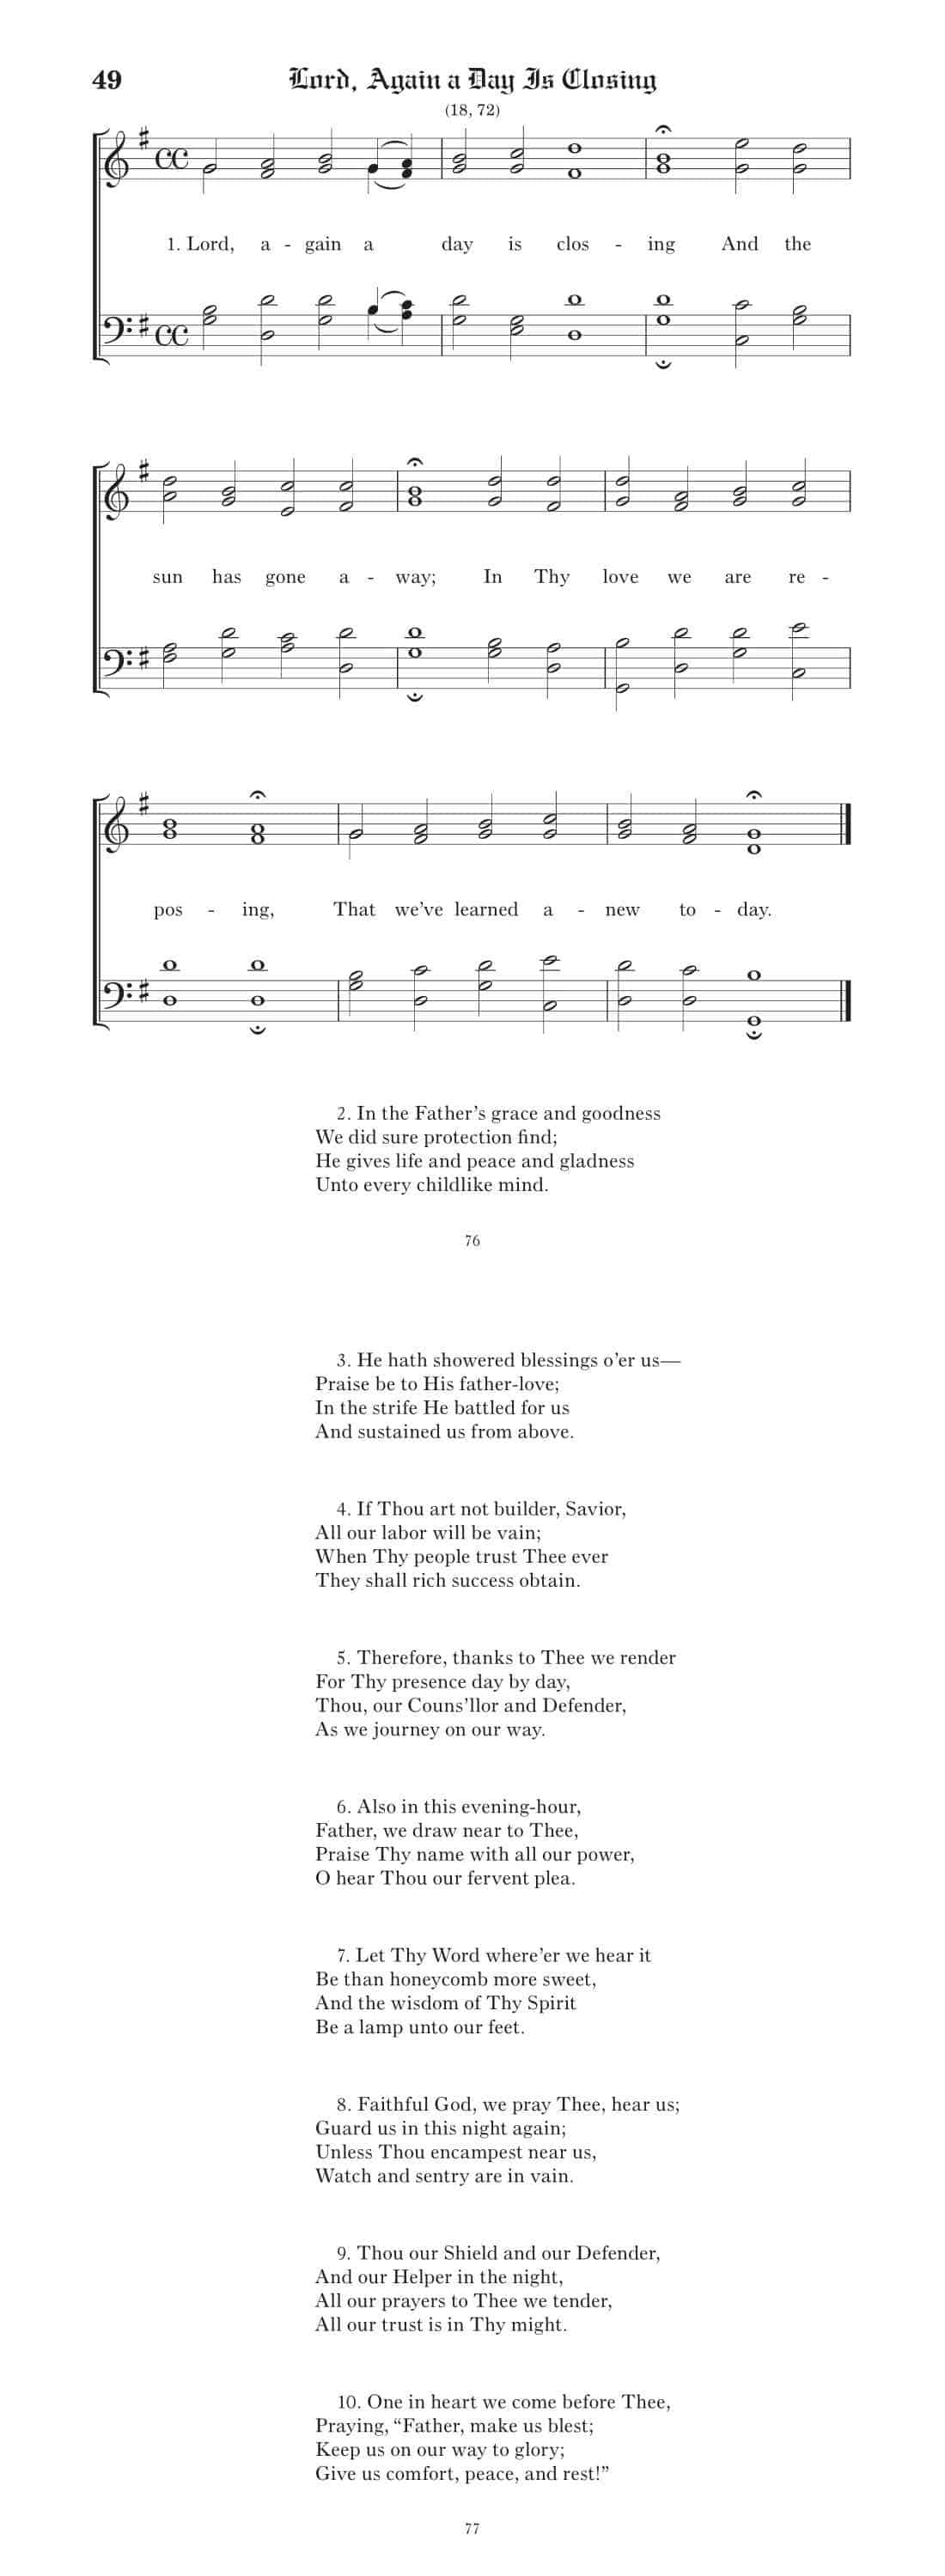 49 Lord, Again a Day Is Closing
(18, 72)
1. Lord, a - gain a day is clos - ing And the
sun has gone a - way; In Thy love we are re -
pos - ing, That we’ve learned a - new to - day.
2. In the Father’s grace and goodness
We did sure protection find;
He gives life and peace and gladness
Unto every childlike mind.
76
3. He hath showered blessings o’er us—
Praise be to His father-love;
In the strife He battled for us
And sustained us from above.
4. If Thou art not builder, Savior,
All our labor will be vain;
When Thy people trust Thee ever
They shall rich success obtain.
5. Therefore, thanks to Thee we render
For Thy presence day by day,
Thou, our Couns’llor and Defender,
As we journey on our way.
6. Also in this evening-hour,
Father, we draw near to Thee,
Praise Thy name with all our power,
O hear Thou our fervent plea.
7. Let Thy Word where’er we hear it
Be than honeycomb more sweet,
And the wisdom of Thy Spirit
Be a lamp unto our feet.
8. Faithful God, we pray Thee, hear us;
Guard us in this night again;
Unless Thou encampest near us,
Watch and sentry are in vain.
9. Thou our Shield and our Defender,
And our Helper in the night,
All our prayers to Thee we tender,
All our trust is in Thy might.
10. One in heart we come before Thee,
Praying, “Father, make us blest;
Keep us on our way to glory;
Give us comfort, peace, and rest!”
77